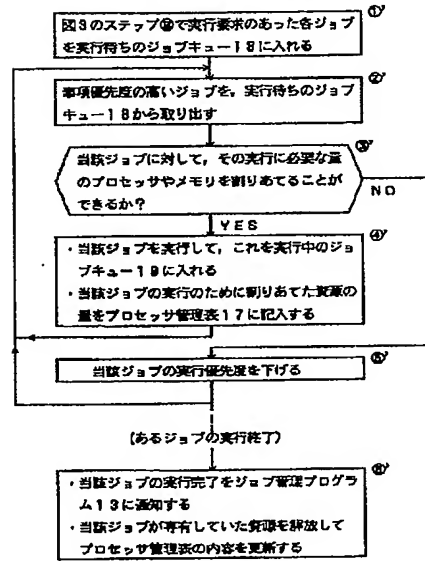 ①'
図3のステップ⑩で実行要求のあった各ジョブ
を実行待ちのジョブキュー18に入れる
②'
事項優先度の高いジョブを，実行待ちのジョブ
キュー18から取り出す
③'
当該ジョブに対して，その実行に必要な量
のプロセッサやメモリを割りあてることが
できるか？
NO
YES
④'
・当該ジョブを実行して，これを実行中のジョ
ブキュー19に入れる
・当該ジョブの実行のために割りあてた資源の
量をプロセッサ管理表17に記入する
⑤'
当該ジョブの実行優先度を下げる
(あるジョブの実行終了)
⑥'
・当該ジョブの実行完了をジョブ管理プログラ
ム13に通知する
・当該ジョブが専有していた資源を解放して
プロセッサ管理表の内容を更新する